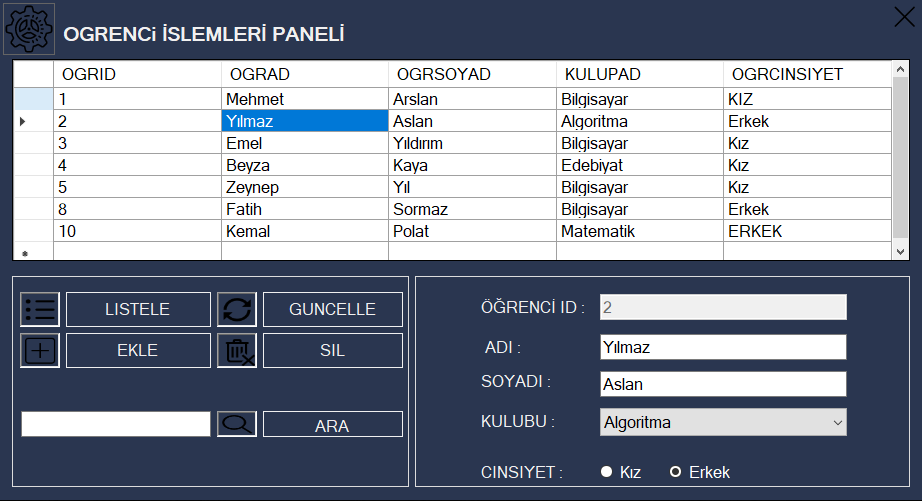 OGRENCi İSLEMLERİ PANELİ
OGRID OGRAD OGRSOYAD KULUPAD OGRCINSIYET
1 Mehmet Arslan Bilgisayar KIZ
2 Yılmaz Aslan Algoritma Erkek
3 Emel Yıldırım Bilgisayar Kız
4 Beyza Kaya Edebiyat Kız
5 Zeynep Yıl Bilgisayar Kız
8 Fatih Sormaz Bilgisayar Erkek
10 Kemal Polat Matematik ERKEK
LISTELE GUNCELLE
EKLE SIL
ARA
ÖĞRENCİ ID : 2
ADI : Yılmaz
SOYADI : Aslan
KULUBU : Algoritma
CINSIYET : Kız Erkek